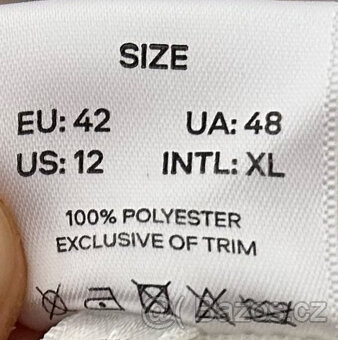 SIZE
EU: 42 UA: 48
US: 12 INTL: XL
100% POLYESTER
EXCLUSIVE OF TRIM